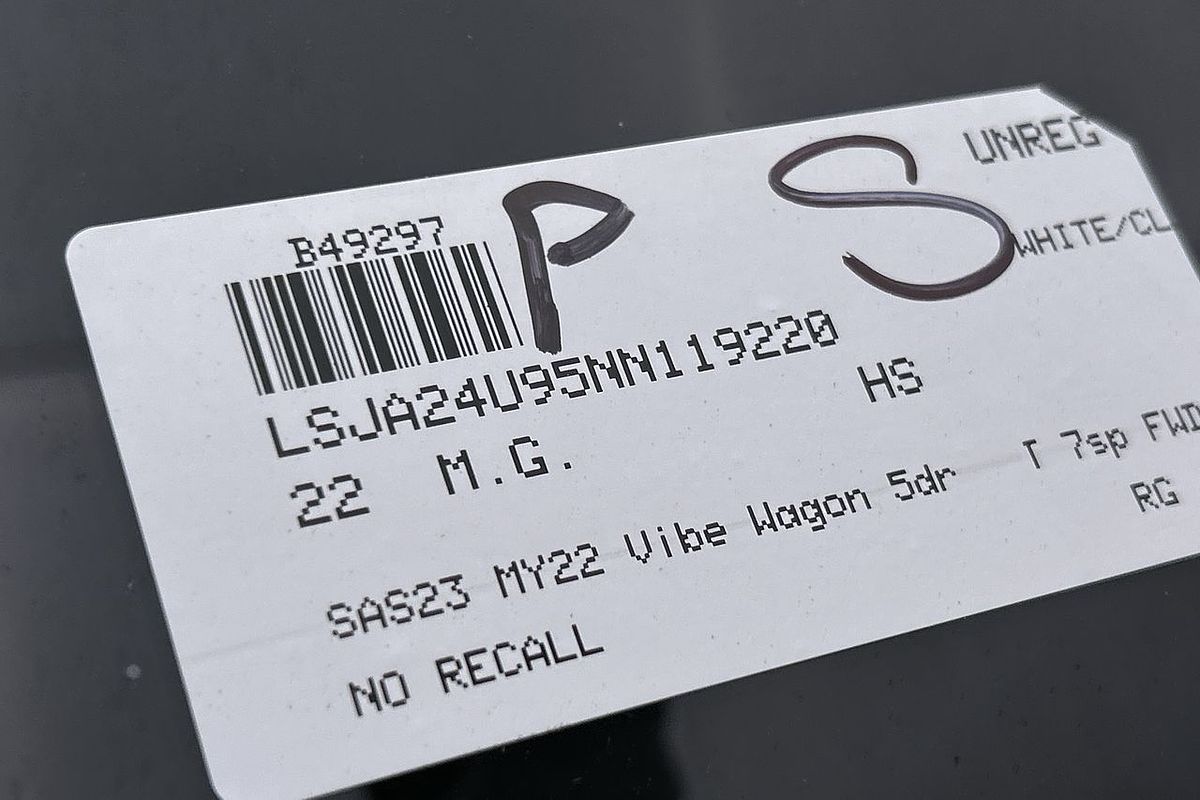 UNREG
B49297
P S
WHITE/CL
LSJA24U95NN119220
22 M.G. HS
SAS23 MY22 Vibe Wagon 5dr T 7sp FWD
NO RECALL RG